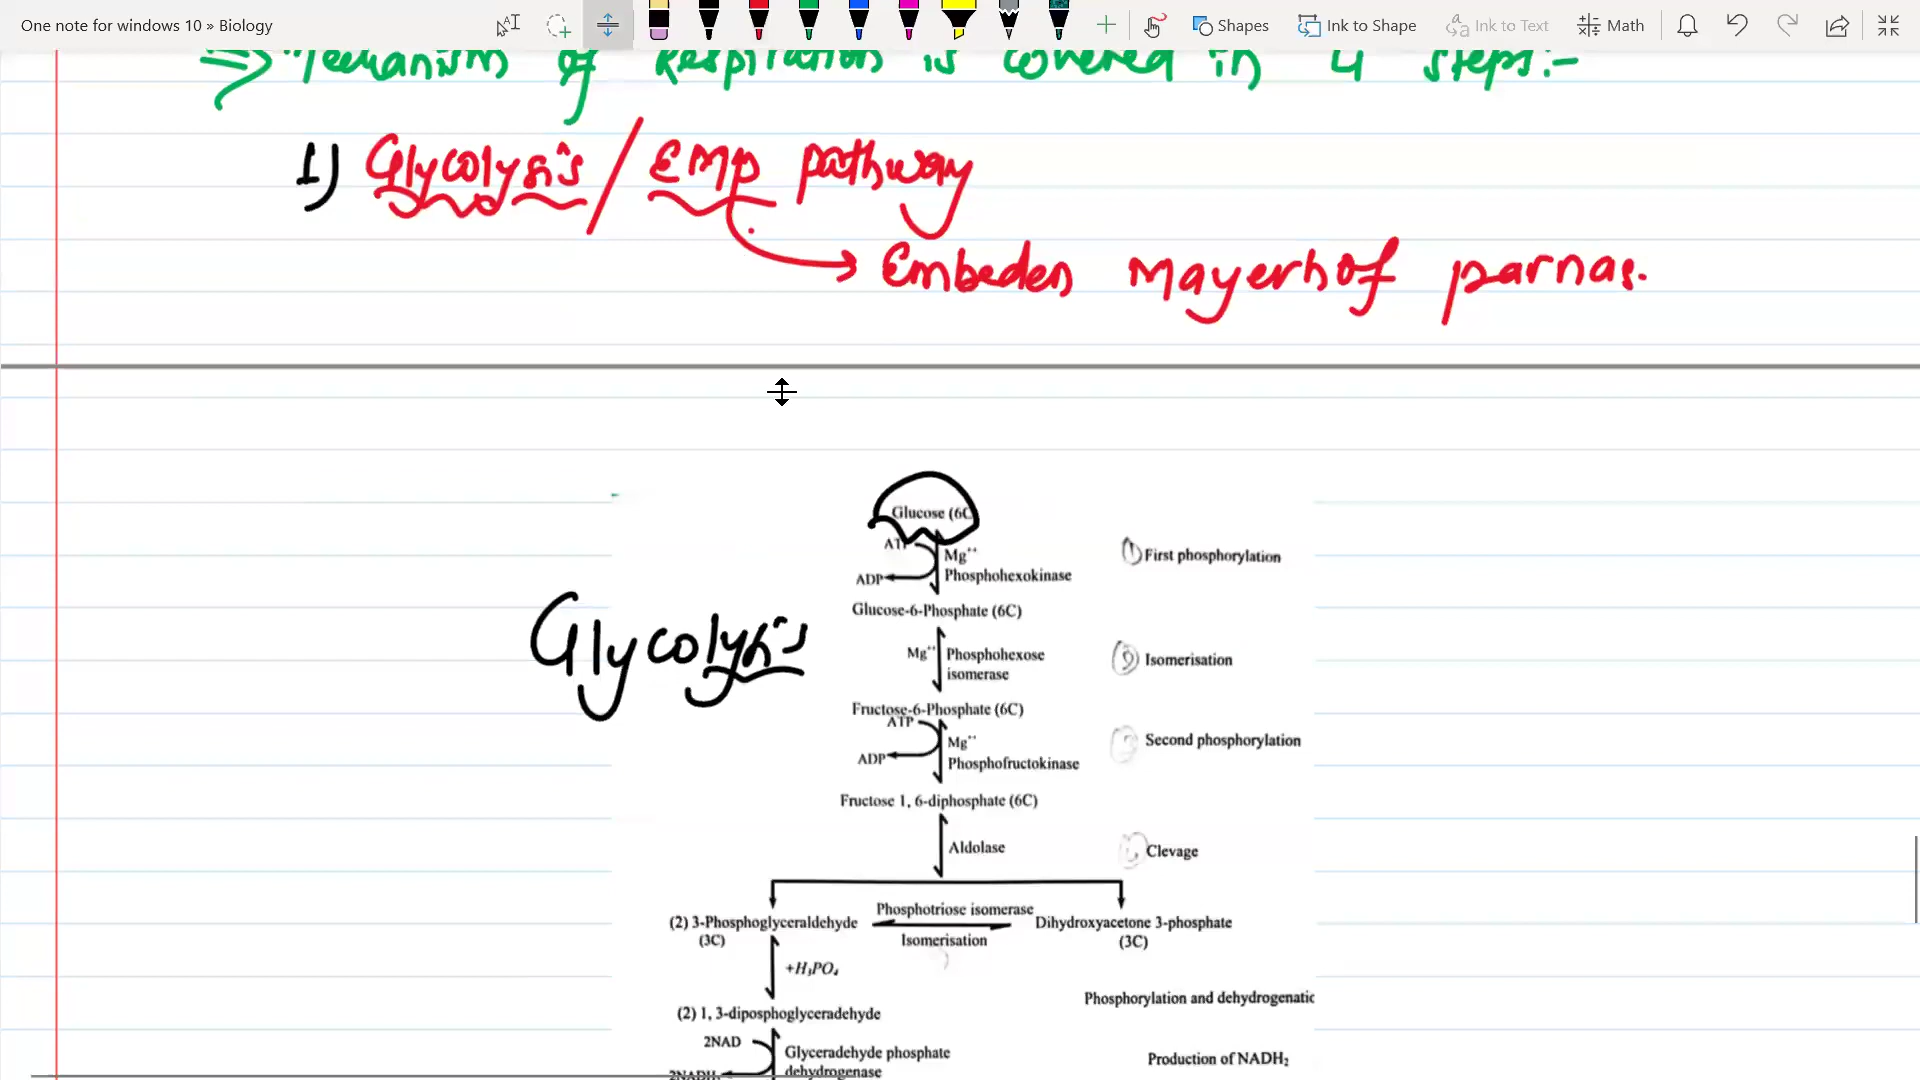 One note for windows 10 » Biology
Shapes
Ink to Shape
Ink to Text
Math
=> Mechanism of Respiration is covered in 4 steps:-
1) Glycolysis / EMP pathway
Embeden Mayerhof parnas.
Glycolysis
Glucose (6C
ATP
Mg++
ADP
Phosphohexokinase
① First phosphorylation
Glucose-6-Phosphate (6C)
Mg++
Phosphohexose
isomerase
Isomerisation
Fructose-6-Phosphate (6C)
ATP
Mg++
ADP
Phosphofructokinase
Second phosphorylation
Fructose 1, 6-diphosphate (6C)
Aldolase
Clevage
(2) 3-Phosphoglyceraldehyde
(3C)
Phosphotriose isomerase
Isomerisation
Dihydroxyacetone 3-phosphate
(3C)
+H₃PO₄
Phosphorylation and dehydrogenatic
(2) 1, 3-diposphoglyceradehyde
2NAD
Glyceradehyde phosphate
dehydrogenase
2NADH₂
Production of NADH₂